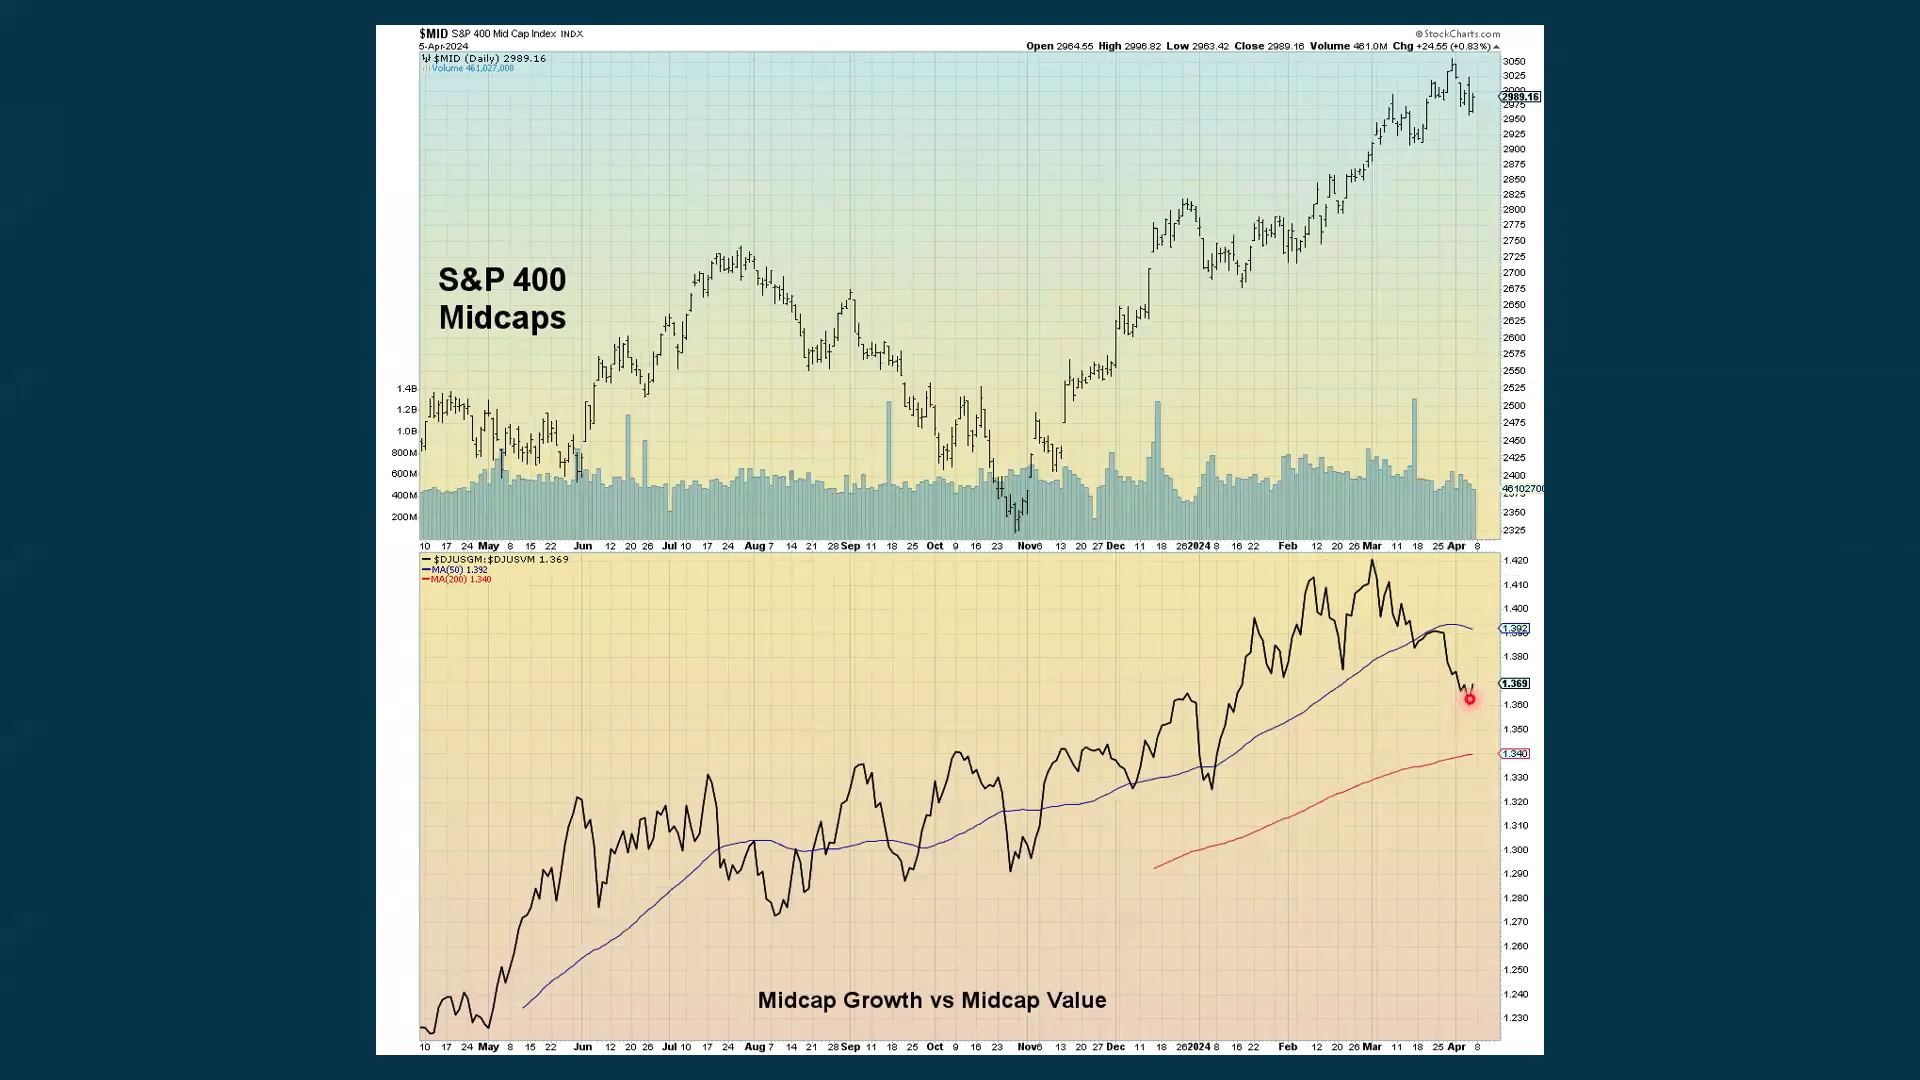 $MID S&P 400 Mid Cap Index INDX
© StockCharts.com
5-Apr-2024
Open 2964.55 High 2996.82 Low 2963.42 Close 2989.16 Volume 461.0M Chg +24.55 (+0.83%)
$MID (Daily) 2989.16
Volume 461,027,008
3050
3025
3000
2989.16
2975
2950
2925
2900
2875
2850
2825
2800
2775
2750
2725
2700
2675
2650
2625
2600
2575
2550
2525
2500
2475
2450
2425
2400
2375
2350
2325
S&P 400
Midcaps
1.4B
1.2B
1.0B
800M
600M
400M
200M
46102700
10 17 24 May 8 15 22 Jun 12 20 26 Jul 10 17 24 Aug 7 14 21 28 Sep 11 18 25 Oct 9 16 23 Nov 6 13 20 27 Dec 11 18 26 2024 8 16 22 Feb 12 20 26 Mar 11 18 25 Apr 8
$DJUSGM:$DJUSVM 1.369
MA(50) 1.392
MA(200) 1.340
1.420
1.410
1.400
1.392
1.390
1.380
1.369
1.360
1.350
1.340
1.330
1.320
1.310
1.300
1.290
1.280
1.270
1.260
1.250
1.240
1.230
Midcap Growth vs Midcap Value
10 17 24 May 8 15 22 Jun 12 20 26 Jul 10 17 24 Aug 7 14 21 28 Sep 11 18 25 Oct 9 16 23 Nov 6 13 20 27 Dec 11 18 26 2024 8 16 22 Feb 12 20 26 Mar 11 18 25 Apr 8